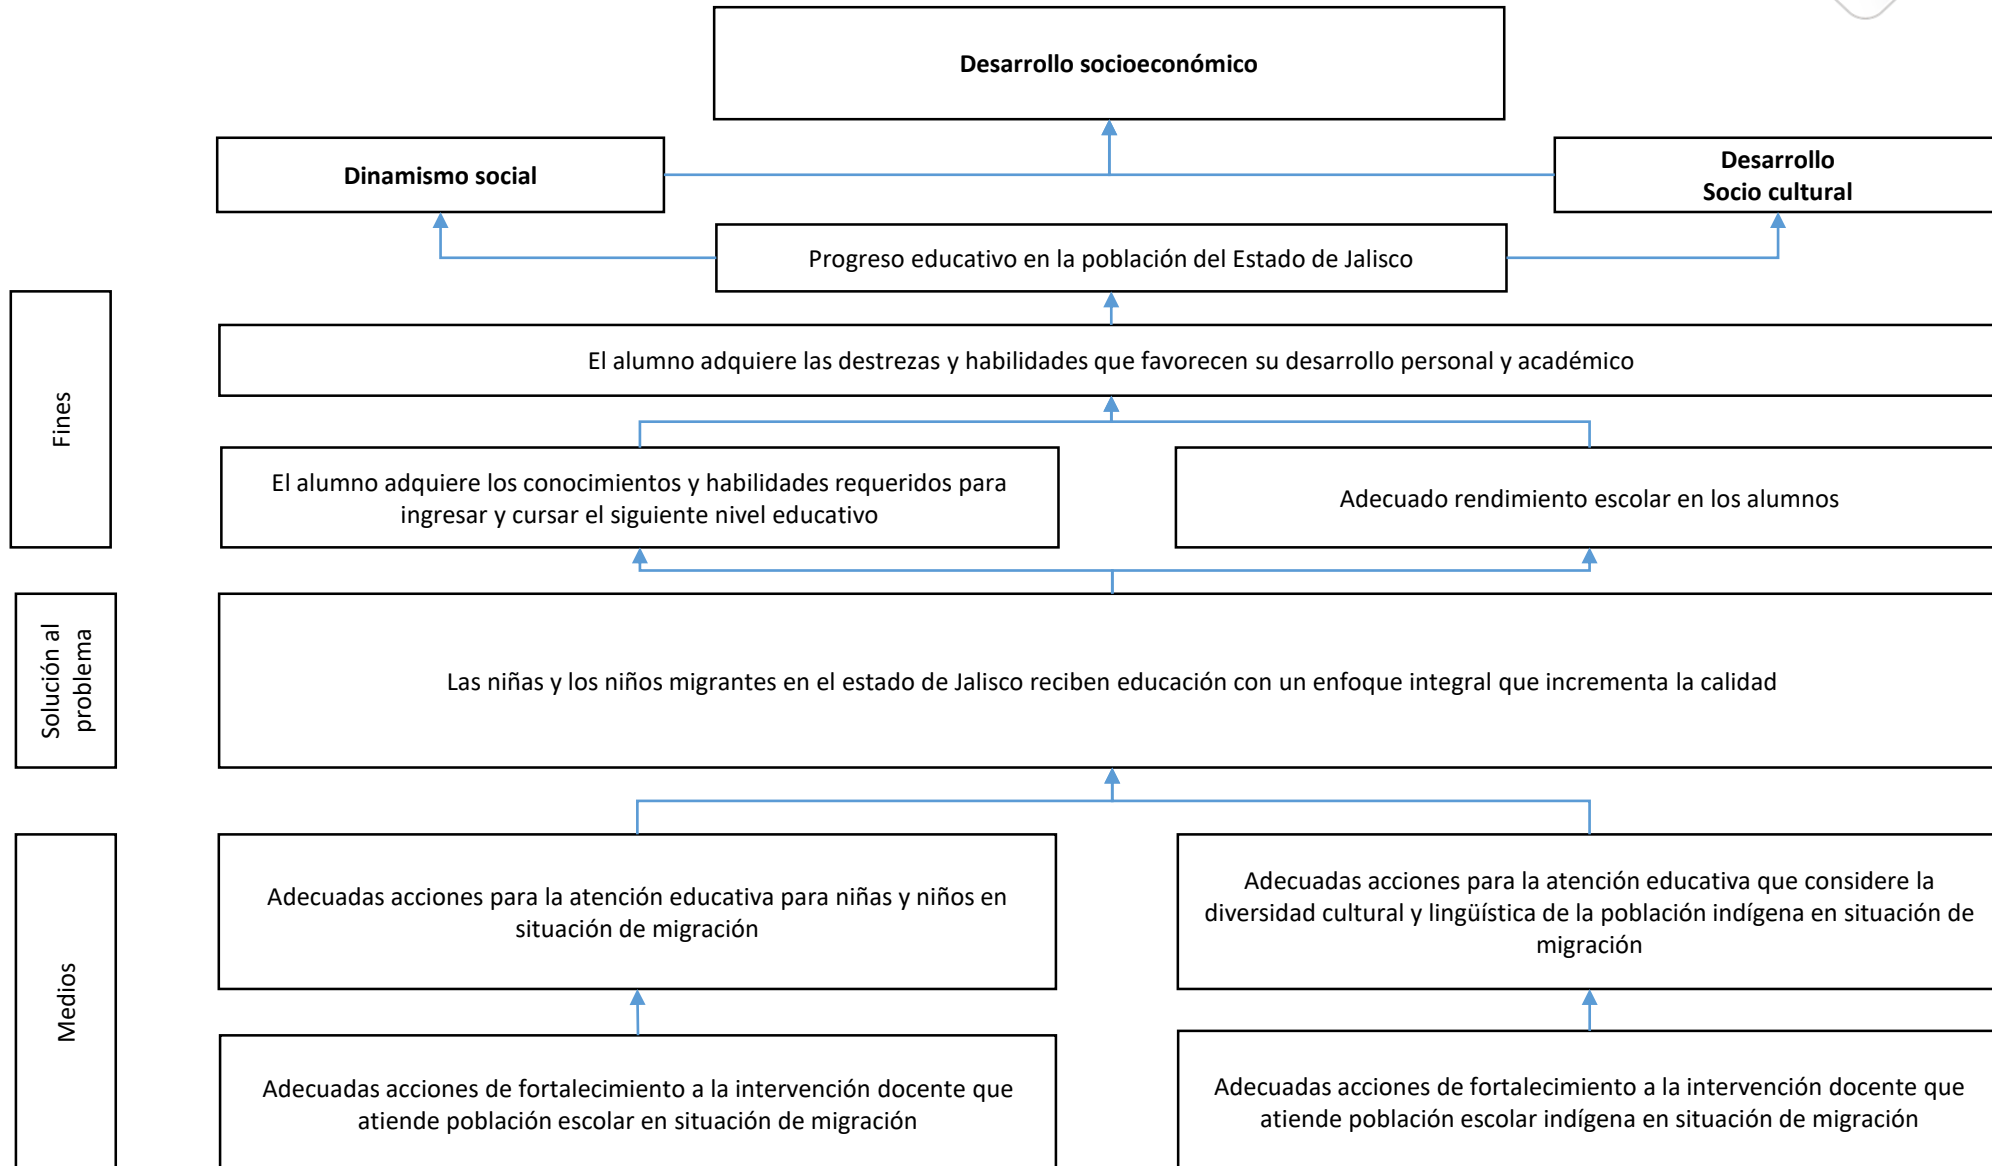 Desarrollo socioeconómico
Dinamismo social
Desarrollo
Socio cultural
Progreso educativo en la población del Estado de Jalisco
Fines
El alumno adquiere las destrezas y habilidades que favorecen su desarrollo personal y académico
El alumno adquiere los conocimientos y habilidades requeridos para
ingresar y cursar el siguiente nivel educativo
Adecuado rendimiento escolar en los alumnos
Solución al
problema
Las niñas y los niños migrantes en el estado de Jalisco reciben educación con un enfoque integral que incrementa la calidad
Medios
Adecuadas acciones para la atención educativa para niñas y niños en
situación de migración
Adecuadas acciones para la atención educativa que considere la
diversidad cultural y lingüística de la población indígena en situación de
migración
Adecuadas acciones de fortalecimiento a la intervención docente que
atiende población escolar en situación de migración
Adecuadas acciones de fortalecimiento a la intervención docente que
atiende población escolar indígena en situación de migración